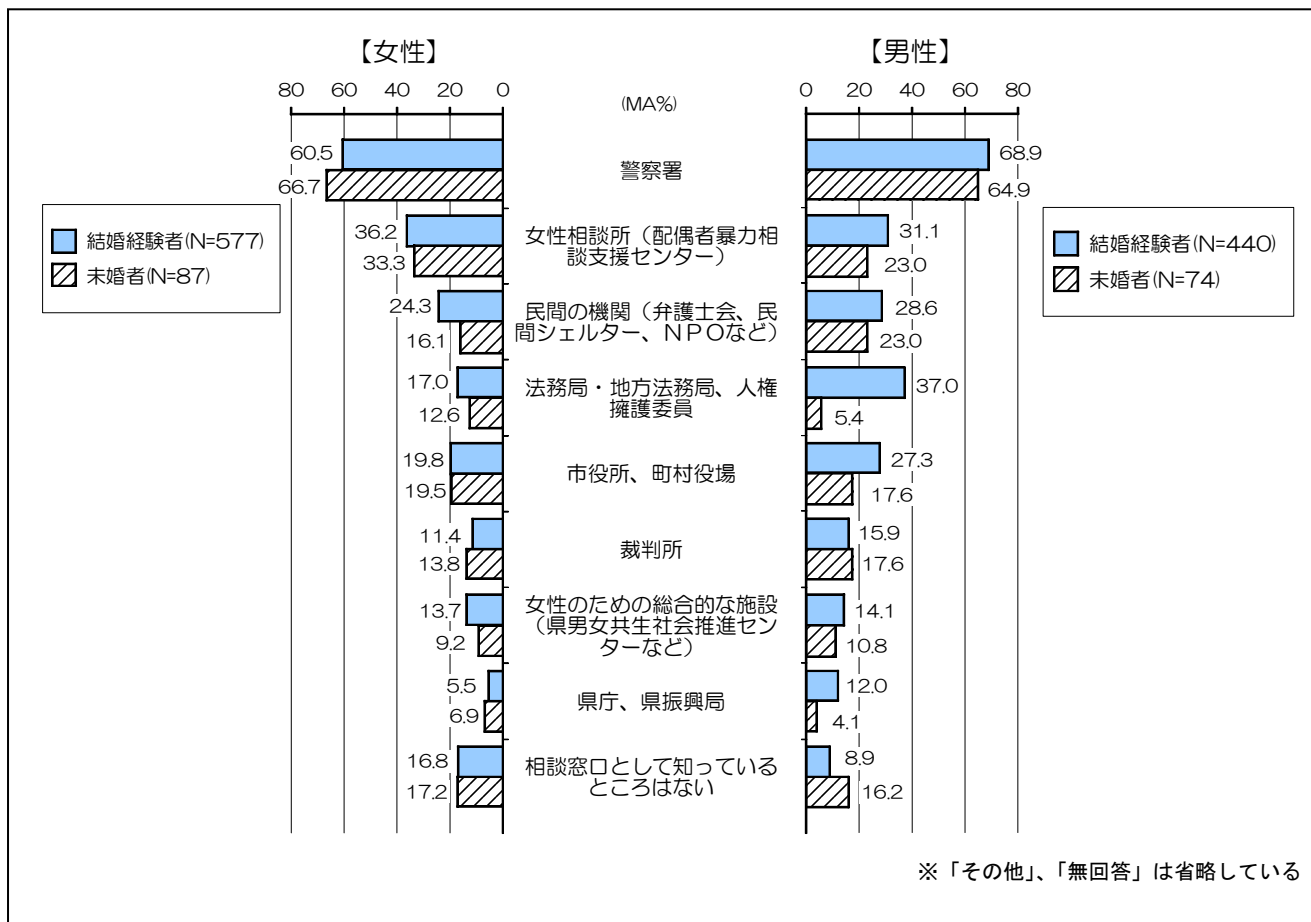 【女性】
【男性】
80 60 40 20 0
(MA%)
0 20 40 60 80
60.5
66.7
警察署
68.9
64.9
結婚経験者(N=577)
未婚者(N=87)
結婚経験者(N=440)
未婚者(N=74)
36.2
33.3
女性相談所（配偶者暴力相
談支援センター）
31.1
23.0
24.3
16.1
民間の機関（弁護士会、民
間シェルター、ＮＰＯなど）
28.6
23.0
17.0
12.6
法務局・地方法務局、人権
擁護委員
37.0
5.4
19.8
19.5
市役所、町村役場
27.3
17.6
11.4
13.8
裁判所
15.9
17.6
13.7
9.2
女性のための総合的な施設
（県男女共生社会推進セン
ターなど）
14.1
10.8
5.5
6.9
県庁、県振興局
12.0
4.1
16.8
17.2
相談窓口として知っている
ところはない
8.9
16.2
※「その他」、「無回答」は省略している